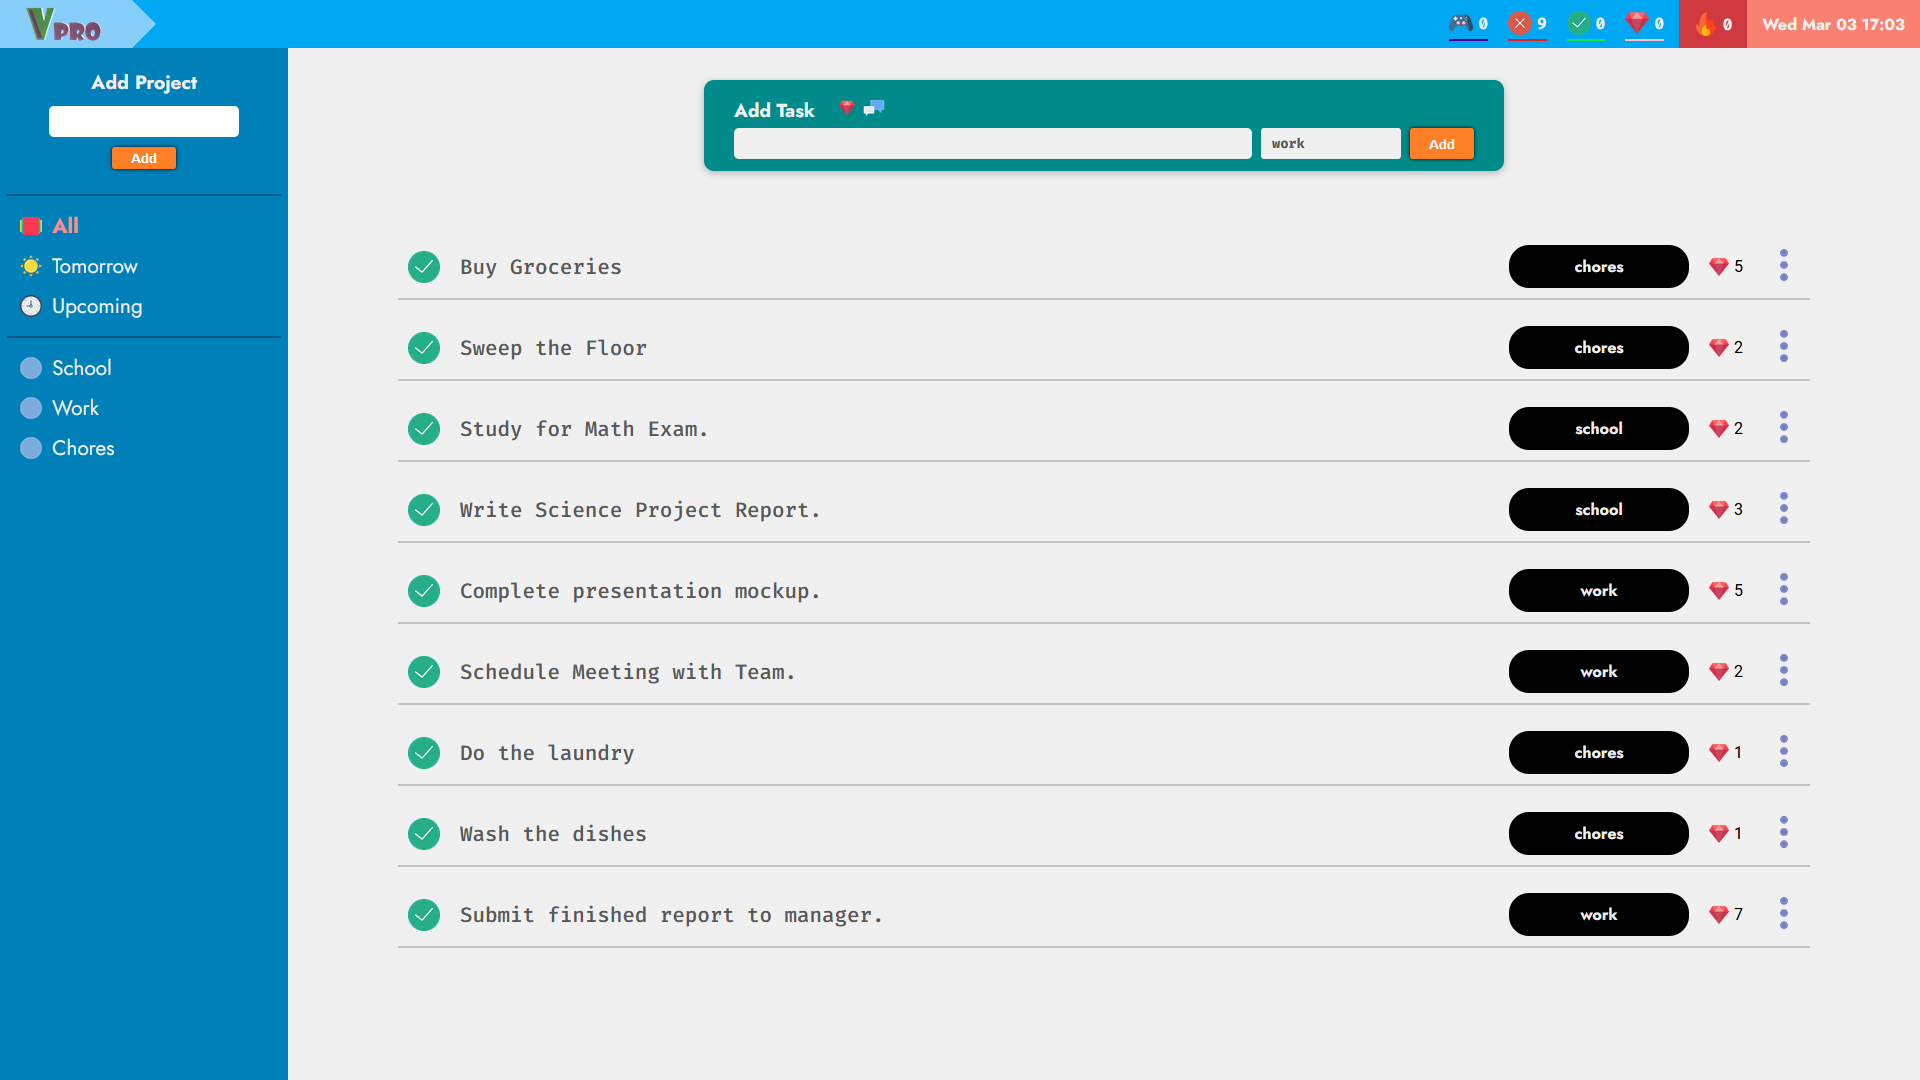 VPRO
0 9 0 0 0 Wed Mar 03 17:03
Add Project
Add
All
Tomorrow
Upcoming
School
Work
Chores
Add Task
work Add
Buy Groceries chores 5
Sweep the Floor chores 2
Study for Math Exam. school 2
Write Science Project Report. school 3
Complete presentation mockup. work 5
Schedule Meeting with Team. work 2
Do the laundry chores 1
Wash the dishes chores 1
Submit finished report to manager. work 7